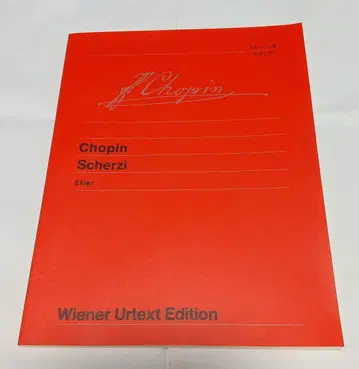 F Chopin
Chopin
Scherzi
Ekier
Wiener Urtext Edition